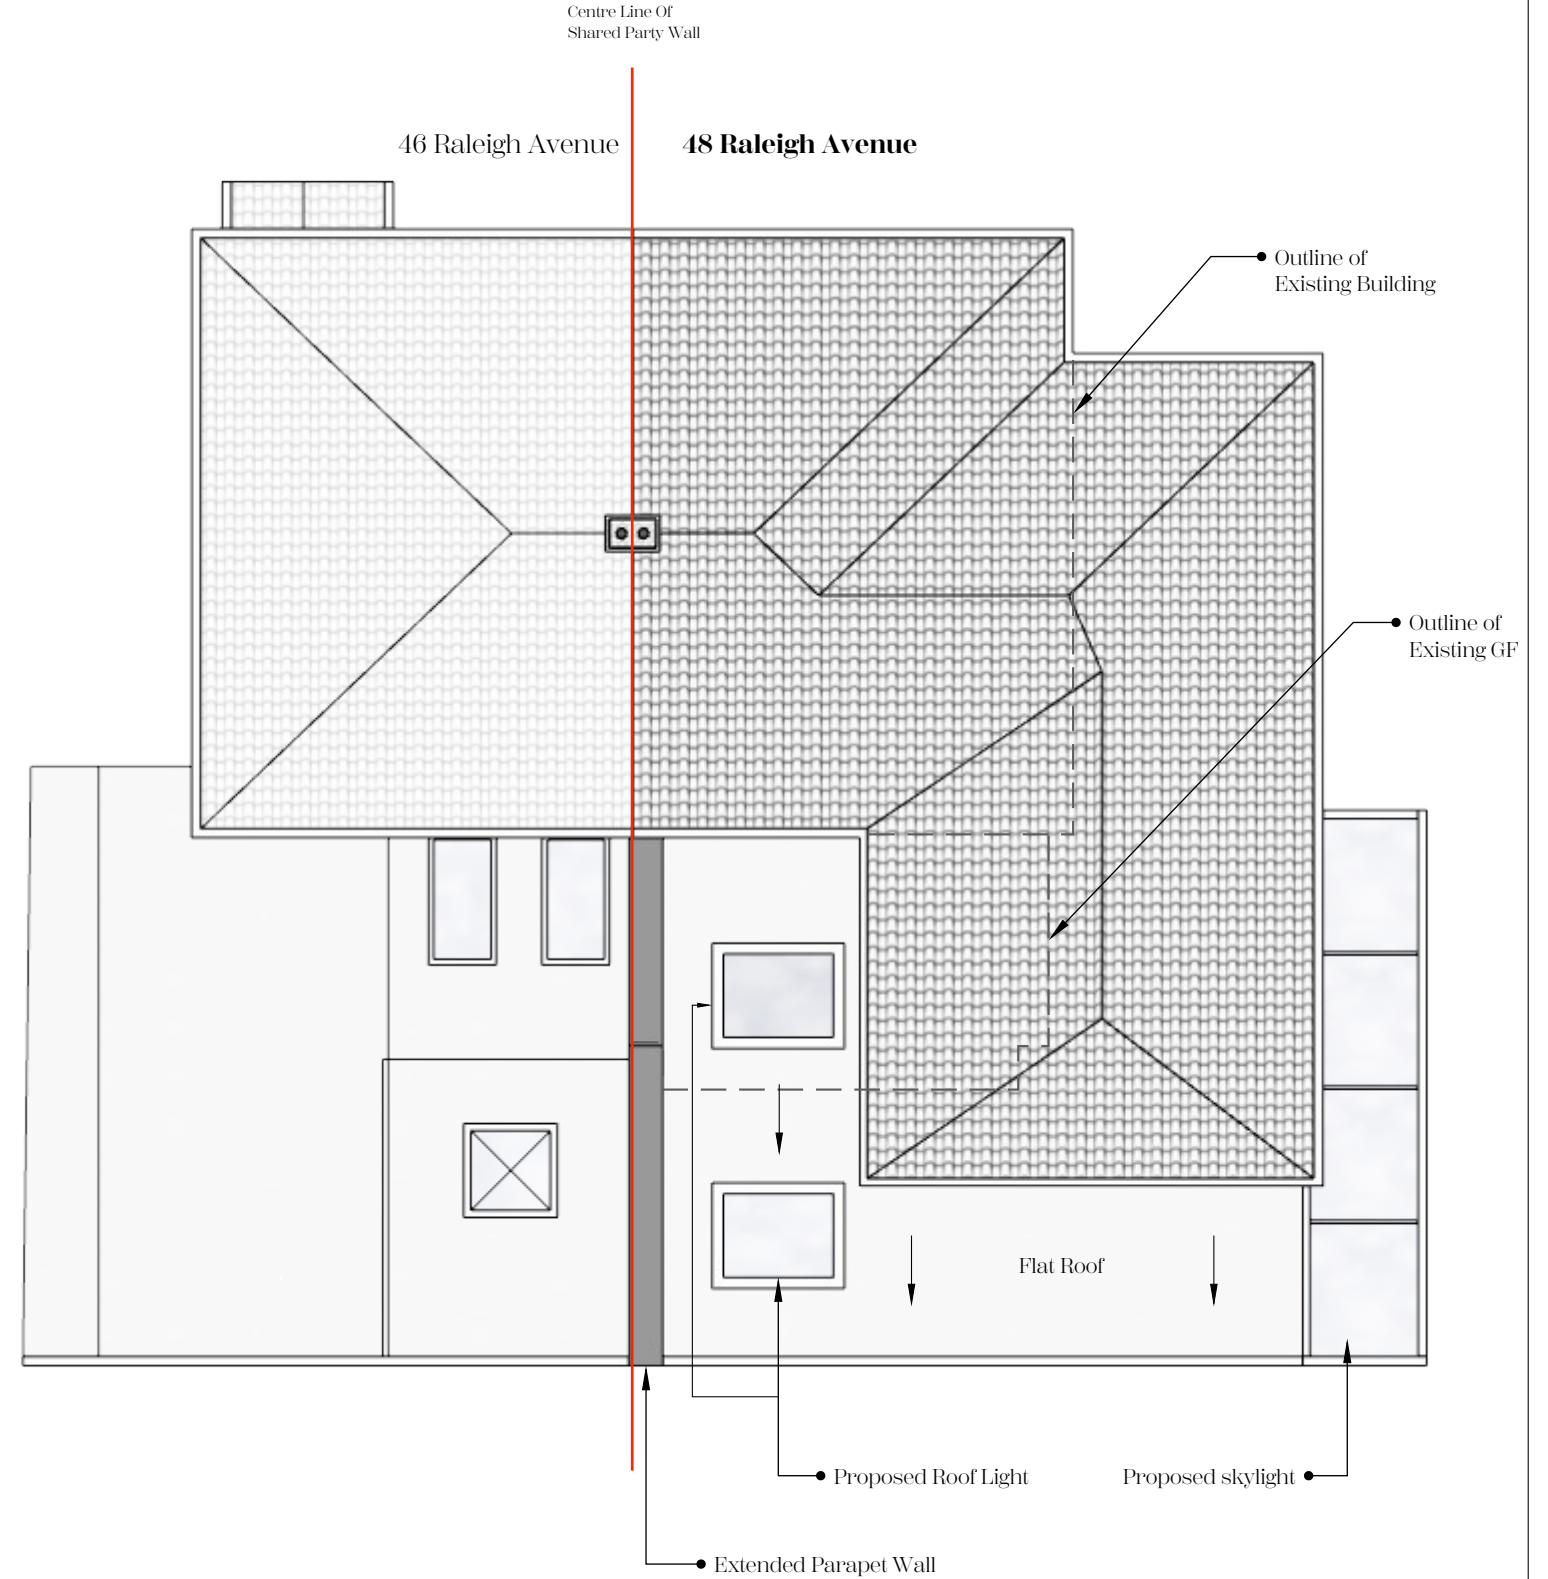 Centre Line Of
Shared Party Wall
46 Raleigh Avenue
48 Raleigh Avenue
Outline of
Existing Building
Outline of
Existing GF
Flat Roof
Proposed Roof Light
Proposed skylight
Extended Parapet Wall